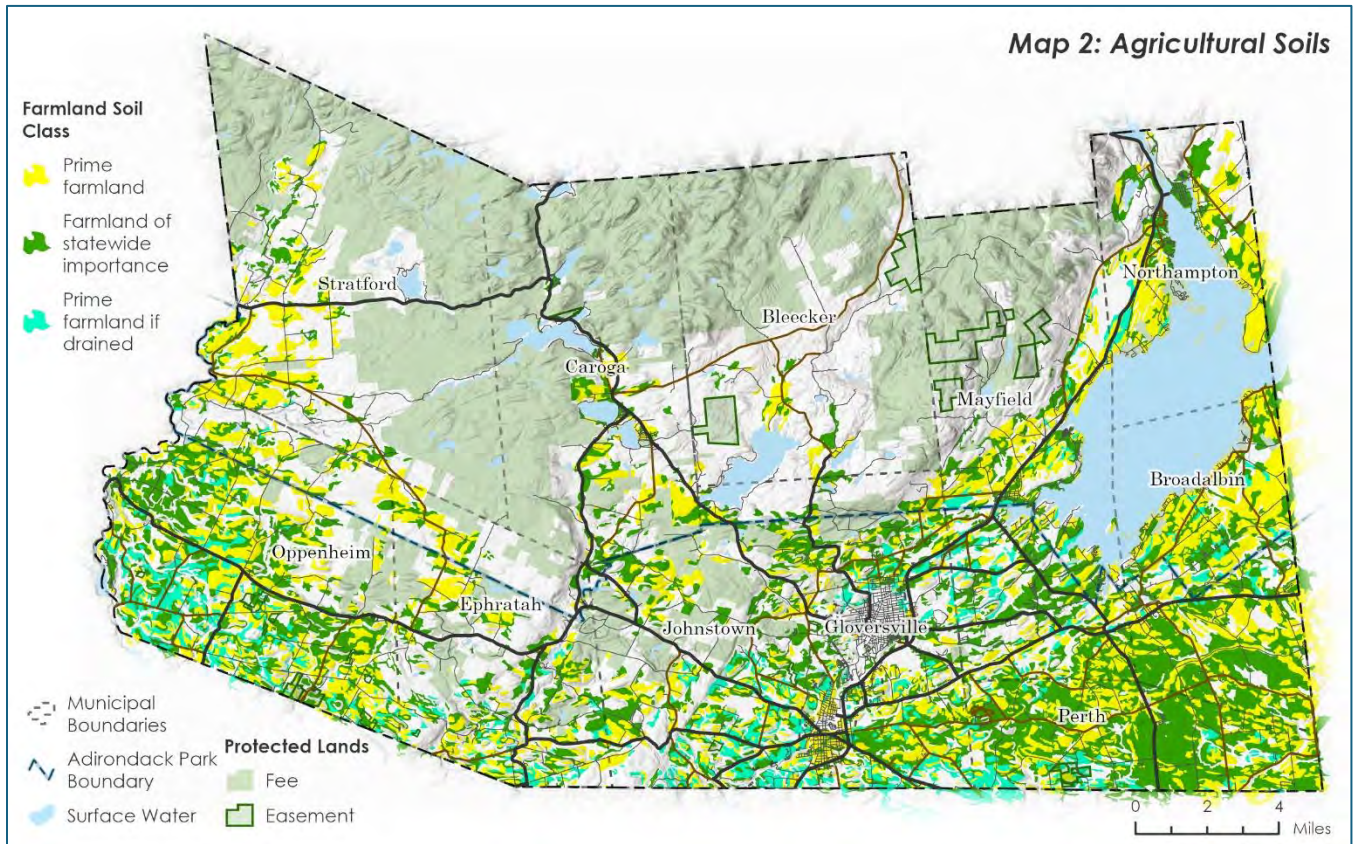 Map 2: Agricultural Soils
Farmland Soil
Class
Prime
farmland
Farmland of
statewide
importance
Prime
farmland if
drained
Stratford
Northampton
Bleecker
Caroga
Mayfield
Broadalbin
Oppenheim
Ephratah
Johnstown
Gloversville
Perth
Municipal
Boundaries
Adirondack Park
Boundary
Surface Water
Protected Lands
Fee
Easement
0 2 4
Miles